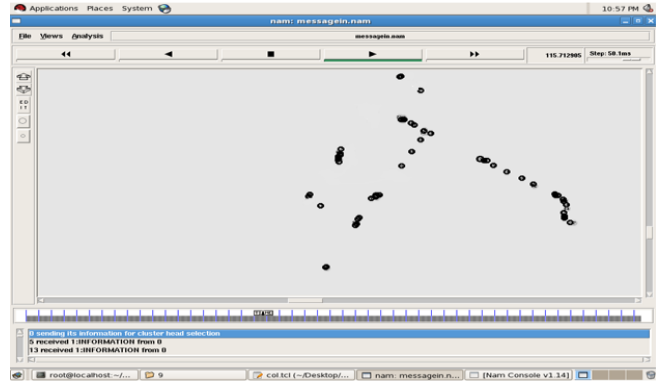 Applications Places System 10:57 PM
nam: messagein.nam
File Views Analysis messagein.nam
115.712905 Step: 50.1ms
ED
IT
0 sending its information for cluster head selection
5 received 1:INFORMATION from 0
13 received 1:INFORMATION from 0
root@localhost:~/... 9 col.tcl (~/Desktop/... nam: messagein.n... [Nam Console v1.14]